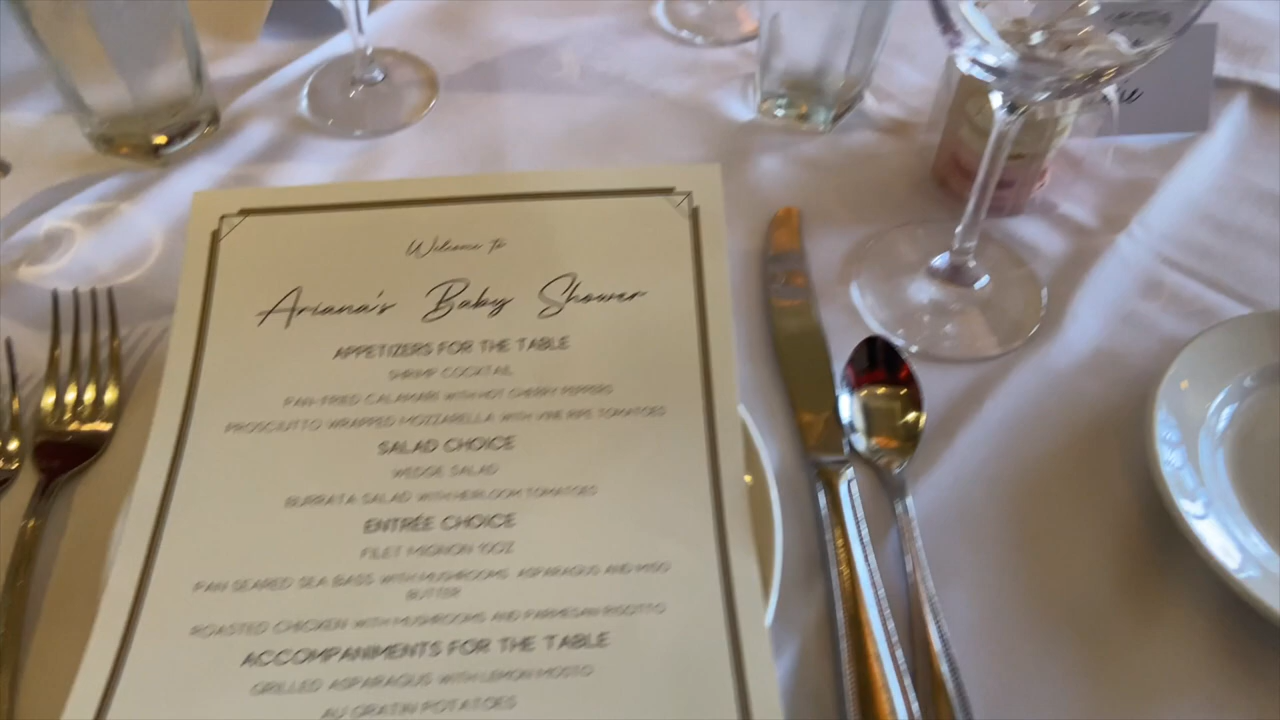 Welcome to
Ariana's Baby Shower
APPETIZERS FOR THE TABLE
SHRIMP COCKTAIL
PAN-FRIED CALAMARI WITH HOT CHERRY PEPPERS
PROSCIUTTO WRAPPED MOZZARELLA WITH VINE RIPE TOMATOES
SALAD CHOICE
WEDGE SALAD
BURRATA SALAD WITH HEIRLOOM TOMATOES
ENTRÉE CHOICE
FILET MIGNON 10OZ
PAN SEARED SEA BASS WITH MUSHROOMS ASPARAGUS AND MISO
BUTTER
ROASTED CHICKEN WITH MUSHROOMS AND PARMESAN RISOTTO
ACCOMPANIMENTS FOR THE TABLE
GRILLED ASPARAGUS WITH LEMON MOSTO
AU GRATIN POTATOES